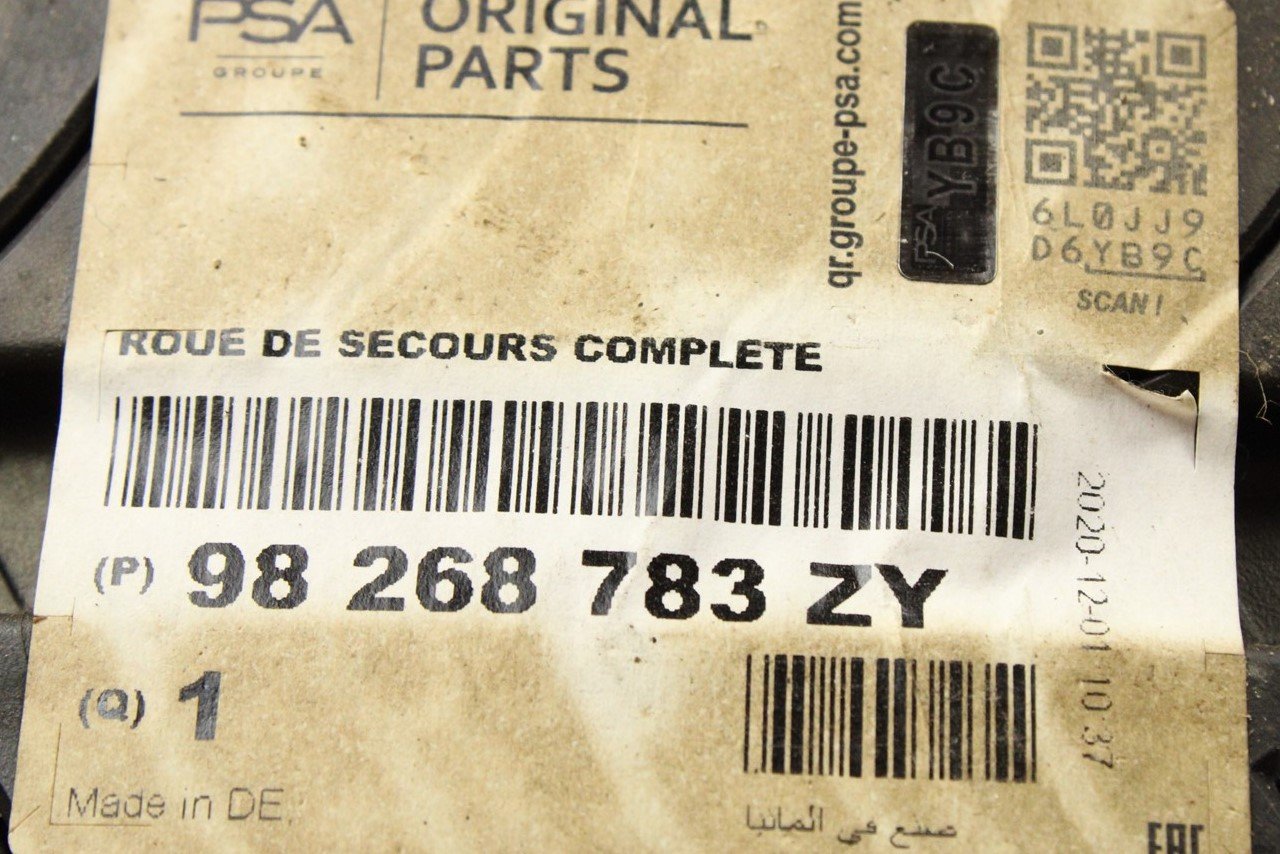 PSA
GROUPE
ORIGINAL
PARTS
qr.groupe-psa.com
PSA
YB9C
6L0JJ9
D6YB9C
SCAN!
ROUE DE SECOURS COMPLETE
(P) 98 268 783 ZY
2020-12-01 10:37
(Q) 1
Made in DE
صنع في المانيا
EAC